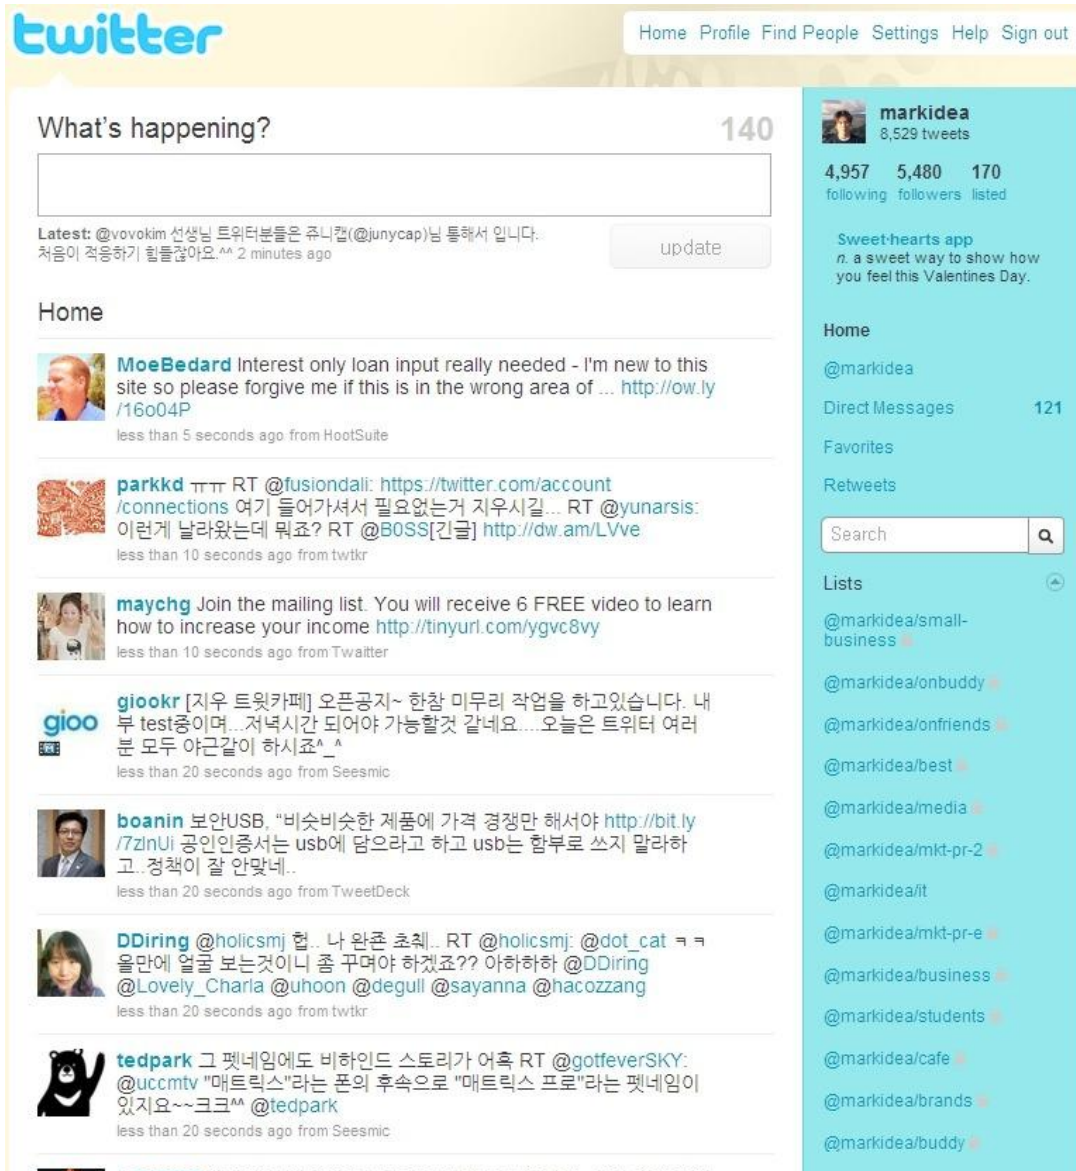 twitter
Home Profile Find People Settings Help Sign out
What's happening?
140
Latest: @vovokim 선생님 트위터분들은 쥬니캡(@junycap)님 통해서 입니다.
처음이 적응하기 힘들잖아요.^^ 2 minutes ago
update
Home
MoeBedard Interest only loan input really needed - I'm new to this
site so please forgive me if this is in the wrong area of ... http://ow.ly
/16o04P
less than 5 seconds ago from HootSuite
parkkd ㅠㅠ RT @fusiondali: https://twitter.com/account
/connections 여기 들어가셔서 필요없는거 지우시길... RT @yunarsis:
이런게 날라왔는데 뭐죠? RT @B0SS[긴글] http://dw.am/LVve
less than 10 seconds ago from twtkr
maychg Join the mailing list. You will receive 6 FREE video to learn
how to increase your income http://tinyurl.com/ygvc8vy
less than 10 seconds ago from Twaitter
gioo
giookr [지우 트윗카페] 오픈공지~ 한참 미무리 작업을 하고있습니다. 내
부 test중이며...저녁시간 되어야 가능할것 같네요....오늘은 트위터 여러
분 모두 야근같이 하시죠^_^
less than 20 seconds ago from Seesmic
boanin 보안USB, "비슷비슷한 제품에 가격 경쟁만 해서야 http://bit.ly
/7zlnUi 공인인증서는 usb에 담으라고 하고 usb는 함부로 쓰지 말라하
고..정책이 잘 안맞네..
less than 20 seconds ago from TweetDeck
DDiring @holicsmj 헙.. 나 완죤 초췌.. RT @holicsmj: @dot_cat ㅋㅋ
올만에 얼굴 보는것이니 좀 꾸며야 하겠죠?? 아하하하 @DDiring
@Lovely_Charla @uhoon @degull @sayanna @hacozzang
less than 20 seconds ago from twtkr
tedpark 그 펫네임에도 비하인드 스토리가 어흑 RT @gotfeverSKY:
@uccmtv "매트릭스"라는 폰의 후속으로 "매트릭스 프로"라는 펫네임이
있지요~~크크^^ @tedpark
less than 20 seconds ago from Seesmic
markidea
8,529 tweets
4,957 5,480 170
following followers listed
Sweet·hearts app
n. a sweet way to show how
you feel this Valentines Day.
Home
@markidea
Direct Messages 121
Favorites
Retweets
Search
Lists
@markidea/small-
business
@markidea/onbuddy
@markidea/onfriends
@markidea/best
@markidea/media
@markidea/mkt-pr-2
@markidea/it
@markidea/mkt-pr-e
@markidea/business
@markidea/students
@markidea/cafe
@markidea/brands
@markidea/buddy